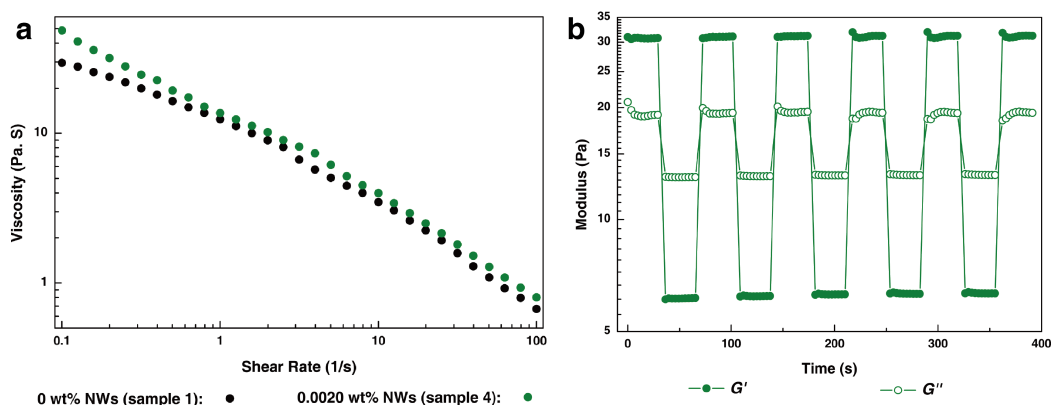 a
10
1
Viscosity (Pa. S)
0.1 1 10 100
Shear Rate (1/s)
0 wt% NWs (sample 1): 0.0020 wt% NWs (sample 4):
b
35
30
25
20
15
10
5
Modulus (Pa)
0 100 200 300 400
Time (s)
G' G''